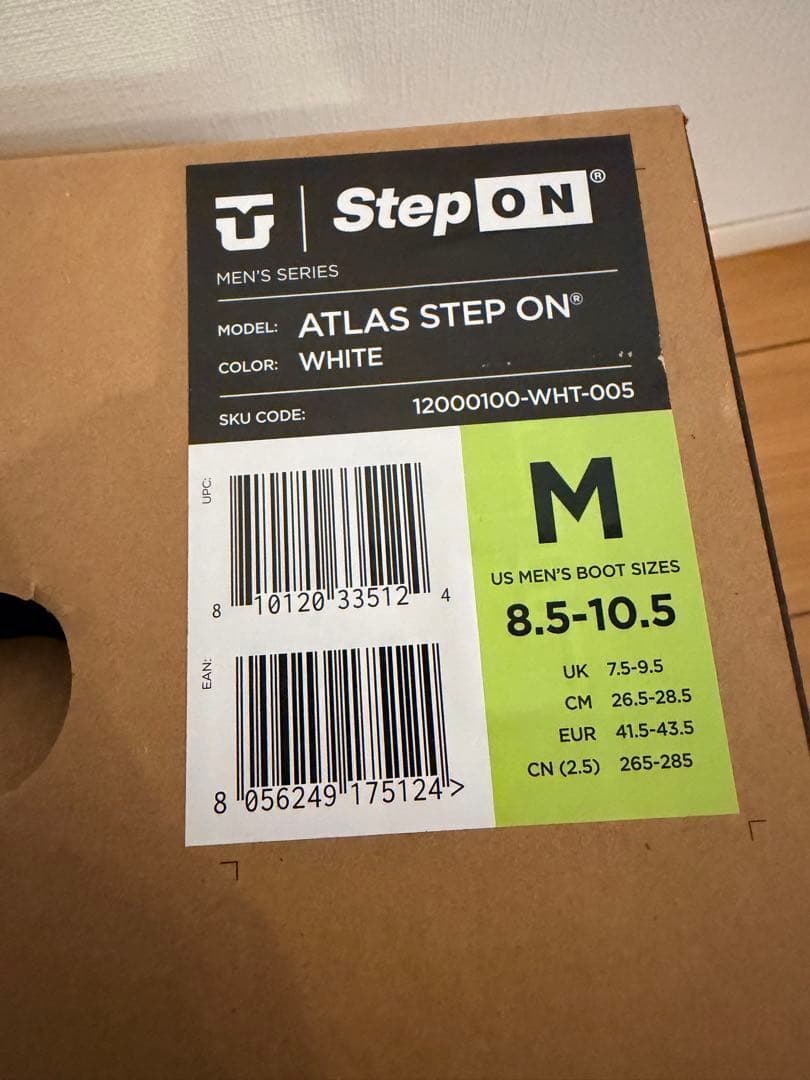 StepON®
MEN'S SERIES
MODEL: ATLAS STEP ON®
COLOR: WHITE
SKU CODE: 12000100-WHT-005
UPC:
8 10120 33512 4
EAN:
8 056249 175124 >
M
US MEN'S BOOT SIZES
8.5-10.5
UK 7.5-9.5
CM 26.5-28.5
EUR 41.5-43.5
CN (2.5) 265-285